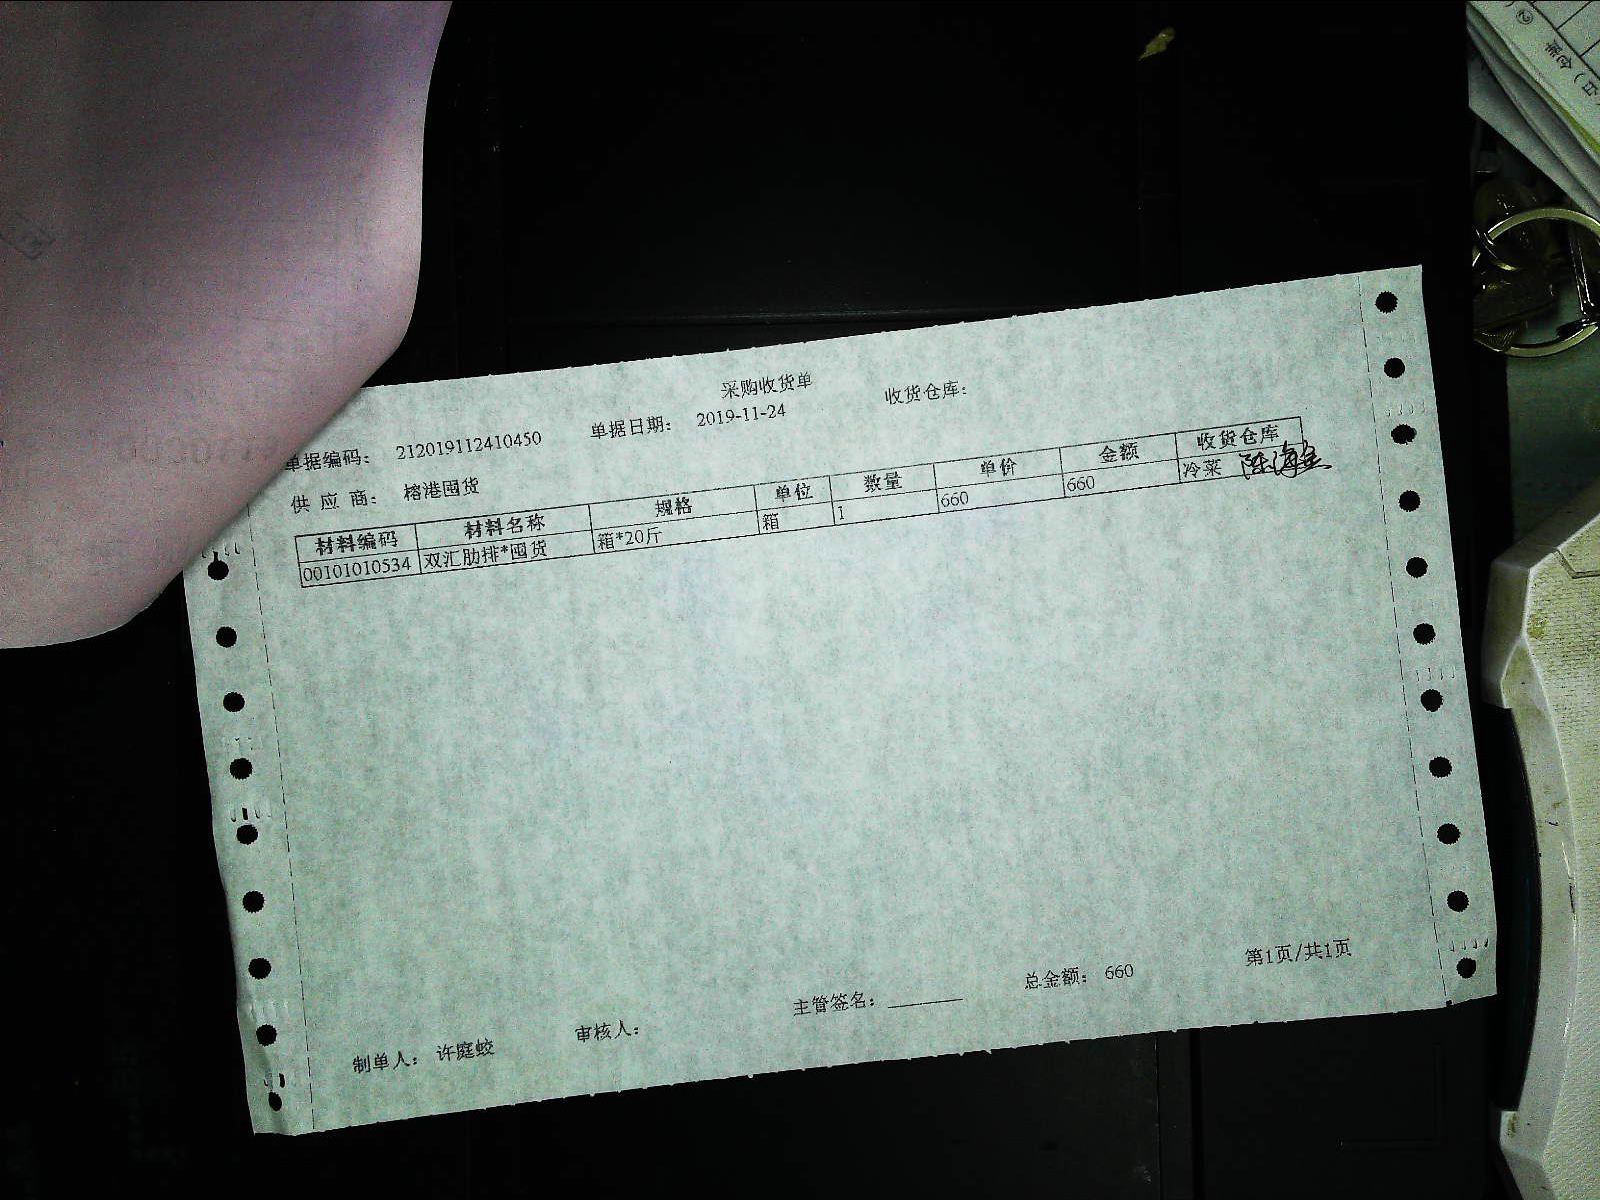 采购收货单
单据编码: 212019112410450 单据日期: 2019-11-24 收货仓库:
供 应 商: 榕港囤货
材料编码 材料名称 规格 单位 数量 单价 金额 收货仓库
00101010534 双汇肋排*囤货 箱*20斤 箱 1 660 660 冷菜
制单人: 许庭蛟 审核人: 主管签名: ______ 总金额: 660 第1页/共1页